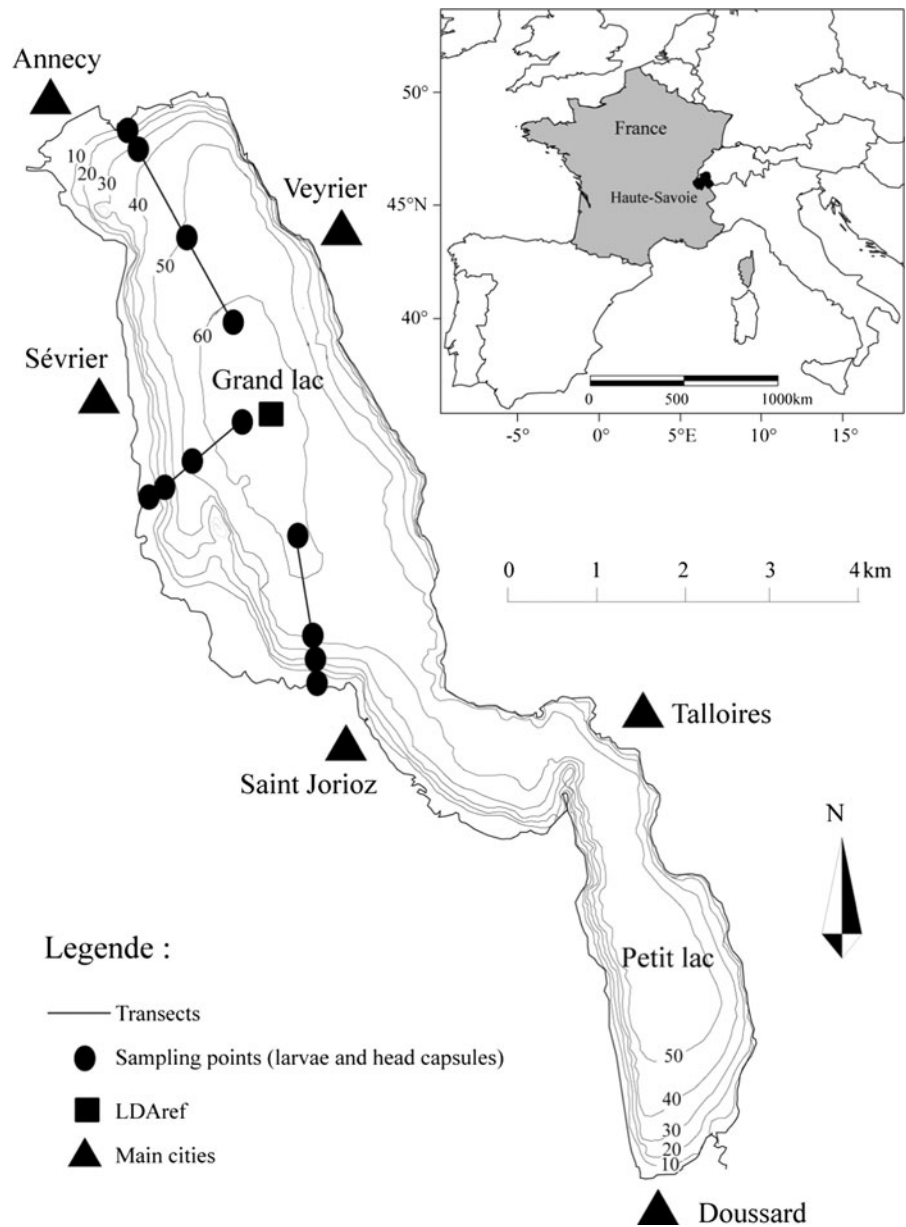 Annecy
10
20
30
40
50
60
Veyrier
Sévrier
Grand lac
Saint Jorioz
Talloires
Petit lac
50
40
30
20
10
Doussard
50°
45°N
40°
France
Haute-Savoie
0 500 1000km
-5° 0° 5°E 10° 15°
0 1 2 3 4 km
N
Legende :
Transects
Sampling points (larvae and head capsules)
LDAref
Main cities